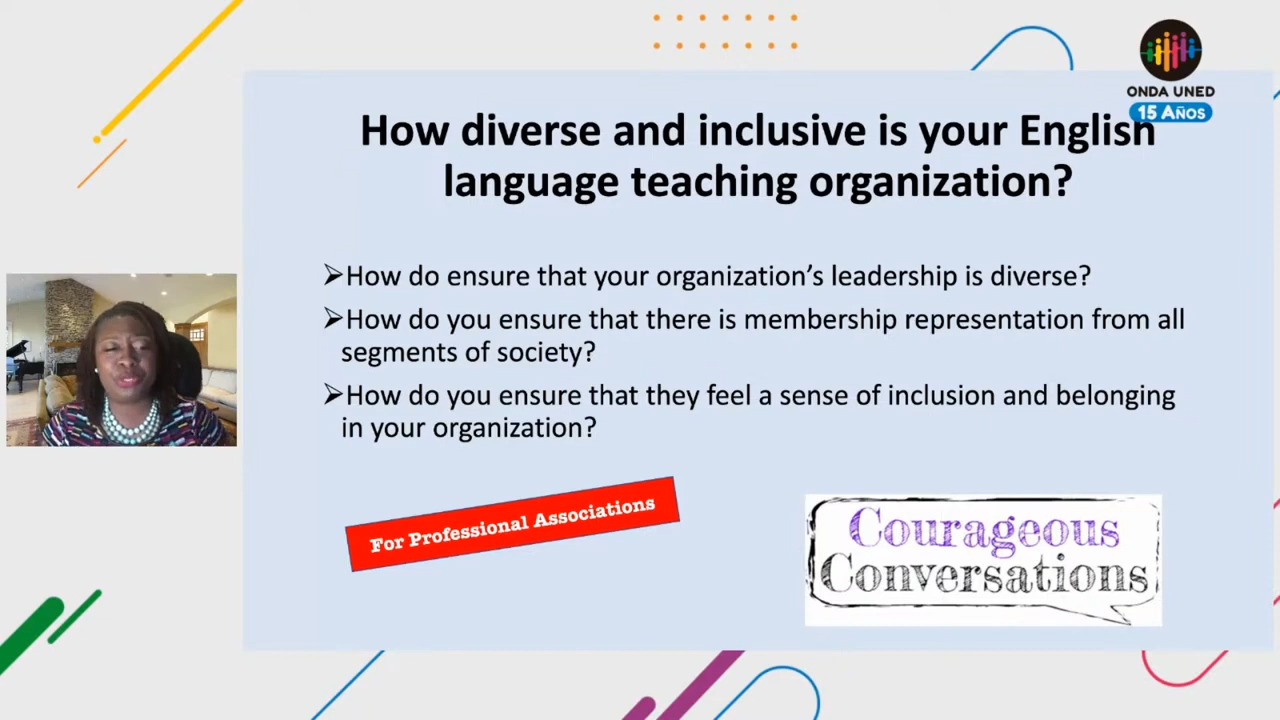 ONDA UNED
15 AÑOS
How diverse and inclusive is your English
language teaching organization?
➢How do ensure that your organization’s leadership is diverse?
➢How do you ensure that there is membership representation from all
segments of society?
➢How do you ensure that they feel a sense of inclusion and belonging
in your organization?
For Professional Associations
Courageous
Conversations